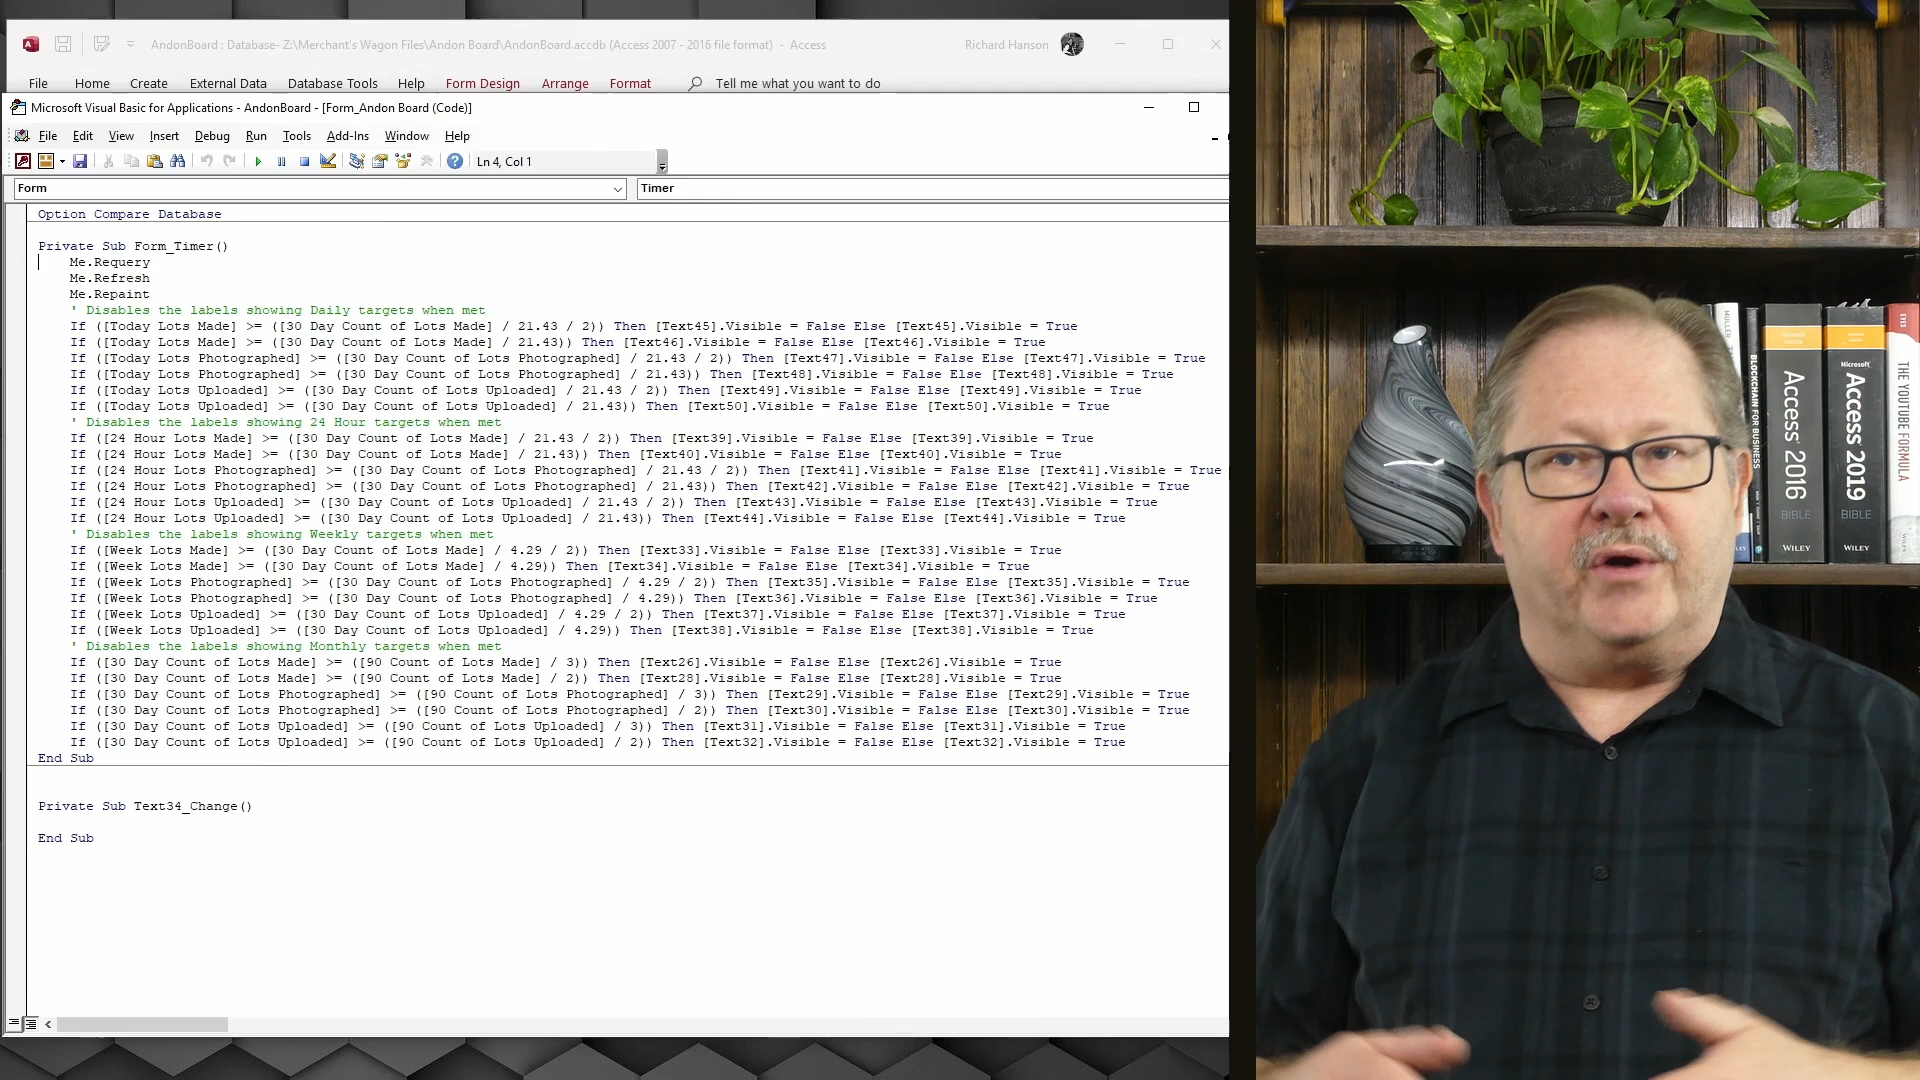 AndonBoard : Database- Z:\Merchant's Wagon Files\Andon Board\AndonBoard.accdb (Access 2007 - 2016 file format) - Access
Richard Hanson
File Home Create External Data Database Tools Help Form Design Arrange Format Tell me what you want to do
Microsoft Visual Basic for Applications - AndonBoard - [Form_Andon Board (Code)]
File Edit View Insert Debug Run Tools Add-Ins Window Help
Ln 4, Col 1
Form Timer
Option Compare Database
Private Sub Form_Timer()
Me.Requery
Me.Refresh
Me.Repaint
' Disables the labels showing Daily targets when met
If ([Today Lots Made] >= ([30 Day Count of Lots Made] / 21.43 / 2)) Then [Text45].Visible = False Else [Text45].Visible = True
If ([Today Lots Made] >= ([30 Day Count of Lots Made] / 21.43)) Then [Text46].Visible = False Else [Text46].Visible = True
If ([Today Lots Photographed] >= ([30 Day Count of Lots Photographed] / 21.43 / 2)) Then [Text47].Visible = False Else [Text47].Visible = True
If ([Today Lots Photographed] >= ([30 Day Count of Lots Photographed] / 21.43)) Then [Text48].Visible = False Else [Text48].Visible = True
If ([Today Lots Uploaded] >= ([30 Day Count of Lots Uploaded] / 21.43 / 2)) Then [Text49].Visible = False Else [Text49].Visible = True
If ([Today Lots Uploaded] >= ([30 Day Count of Lots Uploaded] / 21.43)) Then [Text50].Visible = False Else [Text50].Visible = True
' Disables the labels showing 24 Hour targets when met
If ([24 Hour Lots Made] >= ([30 Day Count of Lots Made] / 21.43 / 2)) Then [Text39].Visible = False Else [Text39].Visible = True
If ([24 Hour Lots Made] >= ([30 Day Count of Lots Made] / 21.43)) Then [Text40].Visible = False Else [Text40].Visible = True
If ([24 Hour Lots Photographed] >= ([30 Day Count of Lots Photographed] / 21.43 / 2)) Then [Text41].Visible = False Else [Text41].Visible = True
If ([24 Hour Lots Photographed] >= ([30 Day Count of Lots Photographed] / 21.43)) Then [Text42].Visible = False Else [Text42].Visible = True
If ([24 Hour Lots Uploaded] >= ([30 Day Count of Lots Uploaded] / 21.43 / 2)) Then [Text43].Visible = False Else [Text43].Visible = True
If ([24 Hour Lots Uploaded] >= ([30 Day Count of Lots Uploaded] / 21.43)) Then [Text44].Visible = False Else [Text44].Visible = True
' Disables the labels showing Weekly targets when met
If ([Week Lots Made] >= ([30 Day Count of Lots Made] / 4.29 / 2)) Then [Text33].Visible = False Else [Text33].Visible = True
If ([Week Lots Made] >= ([30 Day Count of Lots Made] / 4.29)) Then [Text34].Visible = False Else [Text34].Visible = True
If ([Week Lots Photographed] >= ([30 Day Count of Lots Photographed] / 4.29 / 2)) Then [Text35].Visible = False Else [Text35].Visible = True
If ([Week Lots Photographed] >= ([30 Day Count of Lots Photographed] / 4.29)) Then [Text36].Visible = False Else [Text36].Visible = True
If ([Week Lots Uploaded] >= ([30 Day Count of Lots Uploaded] / 4.29 / 2)) Then [Text37].Visible = False Else [Text37].Visible = True
If ([Week Lots Uploaded] >= ([30 Day Count of Lots Uploaded] / 4.29)) Then [Text38].Visible = False Else [Text38].Visible = True
' Disables the labels showing Monthly targets when met
If ([30 Day Count of Lots Made] >= ([90 Count of Lots Made] / 3)) Then [Text26].Visible = False Else [Text26].Visible = True
If ([30 Day Count of Lots Made] >= ([90 Count of Lots Made] / 2)) Then [Text28].Visible = False Else [Text28].Visible = True
If ([30 Day Count of Lots Photographed] >= ([90 Count of Lots Photographed] / 3)) Then [Text29].Visible = False Else [Text29].Visible = True
If ([30 Day Count of Lots Photographed] >= ([90 Count of Lots Photographed] / 2)) Then [Text30].Visible = False Else [Text30].Visible = True
If ([30 Day Count of Lots Uploaded] >= ([90 Count of Lots Uploaded] / 3)) Then [Text31].Visible = False Else [Text31].Visible = True
If ([30 Day Count of Lots Uploaded] >= ([90 Count of Lots Uploaded] / 2)) Then [Text32].Visible = False Else [Text32].Visible = True
End Sub
Private Sub Text34_Change()
End Sub
MULLER
BLOCKCHAIN FOR BUSINESS
Access 2016
BIBLE
WILEY
Microsoft
Access 2019
BIBLE
WILEY
EYES
THE YOUTUBE FORMULA